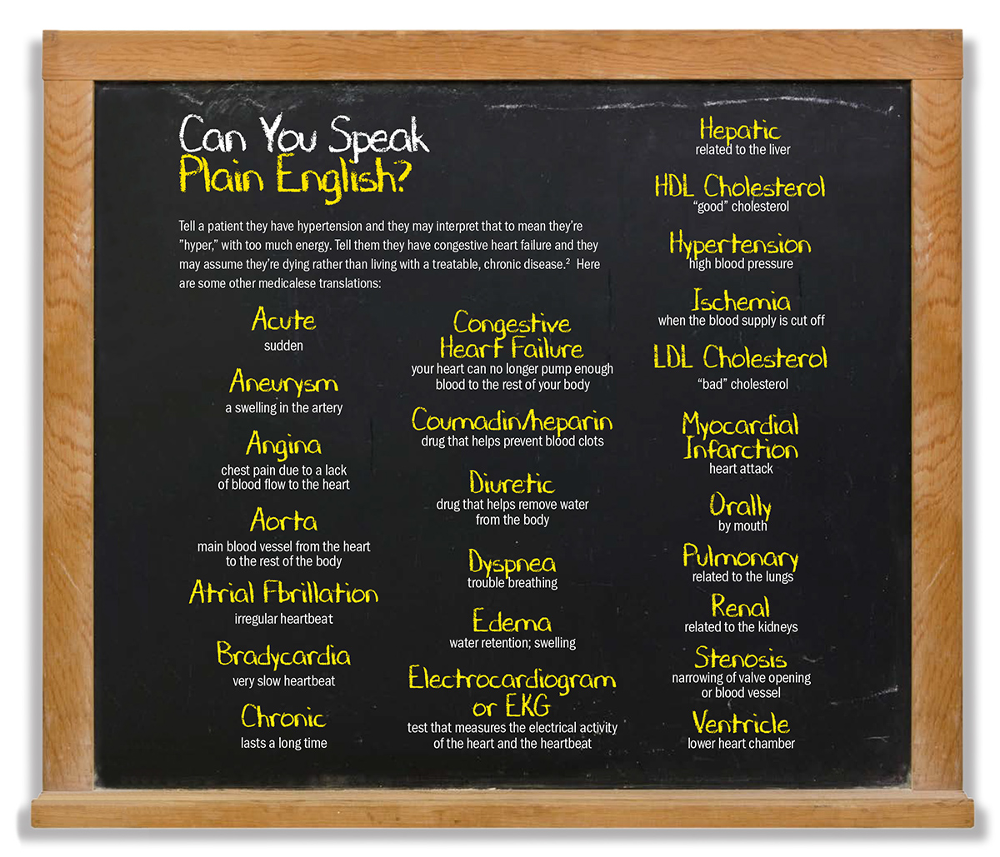 Can You Speak
Plain English?
Tell a patient they have hypertension and they may interpret that to mean they're
"hyper," with too much energy. Tell them they have congestive heart failure and they
may assume they're dying rather than living with a treatable, chronic disease.² Here
are some other medicalese translations:
Acute
sudden
Aneurysm
a swelling in the artery
Angina
chest pain due to a lack
of blood flow to the heart
Aorta
main blood vessel from the heart
to the rest of the body
Atrial Fbrillation
irregular heartbeat
Bradycardia
very slow heartbeat
Chronic
lasts a long time
Congestive
Heart Failure
your heart can no longer pump enough
blood to the rest of your body
Coumadin/heparin
drug that helps prevent blood clots
Diuretic
drug that helps remove water
from the body
Dyspnea
trouble breathing
Edema
water retention; swelling
Electrocardiogram
or EKG
test that measures the electrical activity
of the heart and the heartbeat
Hepatic
related to the liver
HDL Cholesterol
“good” cholesterol
Hypertension
high blood pressure
Ischemia
when the blood supply is cut off
LDL Cholesterol
“bad” cholesterol
Myocardial
Infarction
heart attack
Orally
by mouth
Pulmonary
related to the lungs
Renal
related to the kidneys
Stenosis
narrowing of valve opening
or blood vessel
Ventricle
lower heart chamber